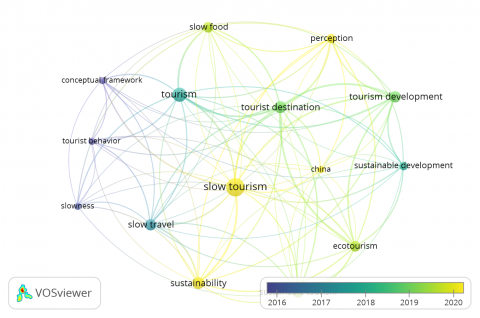 slow food
perception
conceptual framework
tourism
tourism development
tourist destination
tourist behavior
sustainable development
china
slow tourism
slowness
slow travel
ecotourism
sustainability
VOSviewer
2016 2017 2018 2019 2020